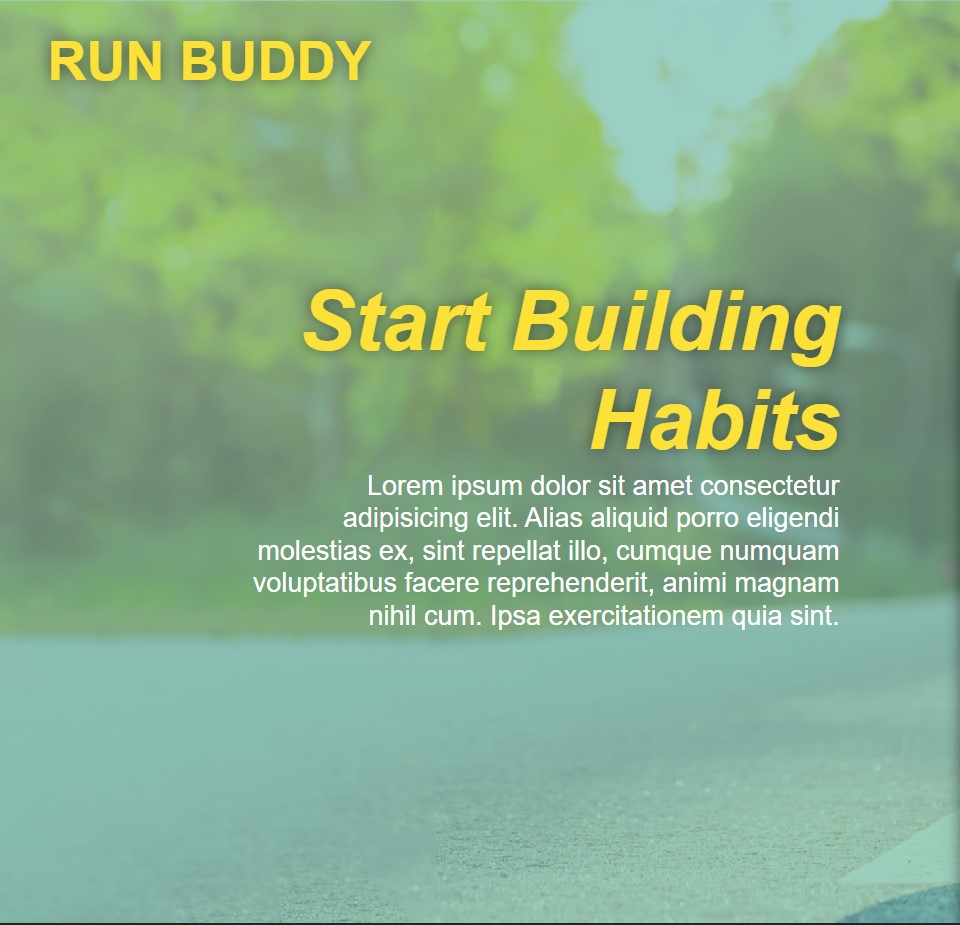 RUN BUDDY
Start Building
Habits
Lorem ipsum dolor sit amet consectetur
adipisicing elit. Alias aliquid porro eligendi
molestias ex, sint repellat illo, cumque numquam
voluptatibus facere reprehenderit, animi magnam
nihil cum. Ipsa exercitationem quia sint.